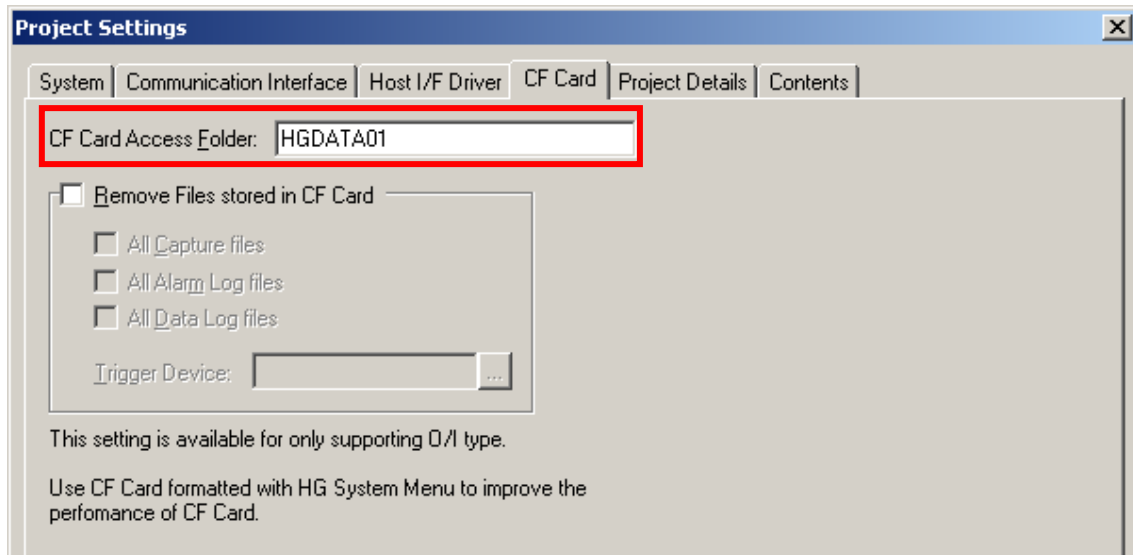 Project Settings
System Communication Interface Host I/F Driver CF Card Project Details Contents
CF Card Access Folder: HGDATA01
Remove Files stored in CF Card
All Capture files
All Alarm Log files
All Data Log files
Trigger Device: ...
This setting is available for only supporting O/I type.
Use CF Card formatted with HG System Menu to improve the
perfomance of CF Card.